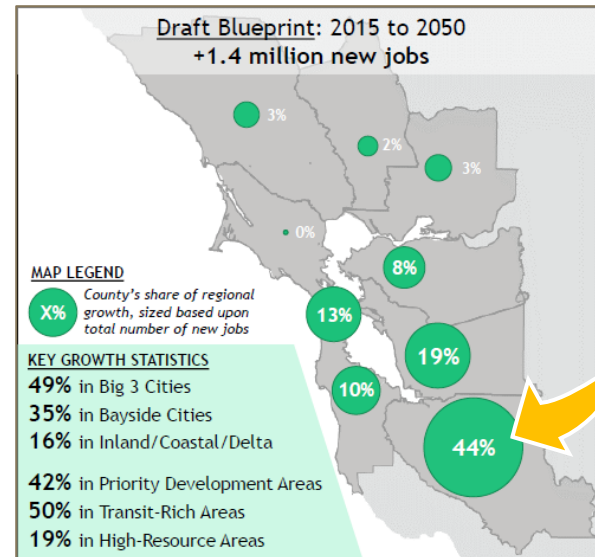 Draft Blueprint: 2015 to 2050
+1.4 million new jobs
3%
2%
3%
0%
8%
13%
19%
10%
44%
MAP LEGEND
X%
County's share of regional
growth, sized based upon
total number of new jobs
KEY GROWTH STATISTICS
49% in Big 3 Cities
35% in Bayside Cities
16% in Inland/Coastal/Delta
42% in Priority Development Areas
50% in Transit-Rich Areas
19% in High-Resource Areas